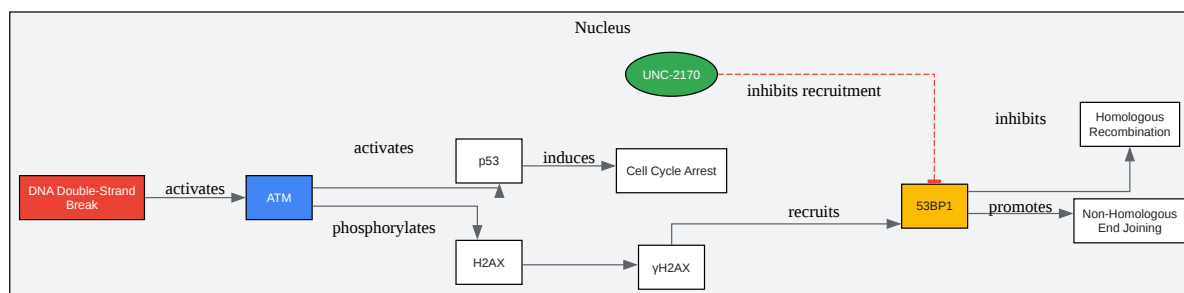 Nucleus
UNC-2170
inhibits recruitment
inhibits
Homologous
Recombination
activates
p53
induces
Cell Cycle Arrest
DNA Double-Strand
Break
activates
ATM
phosphorylates
recruits
53BP1
promotes
Non-Homologous
End Joining
H2AX
γH2AX